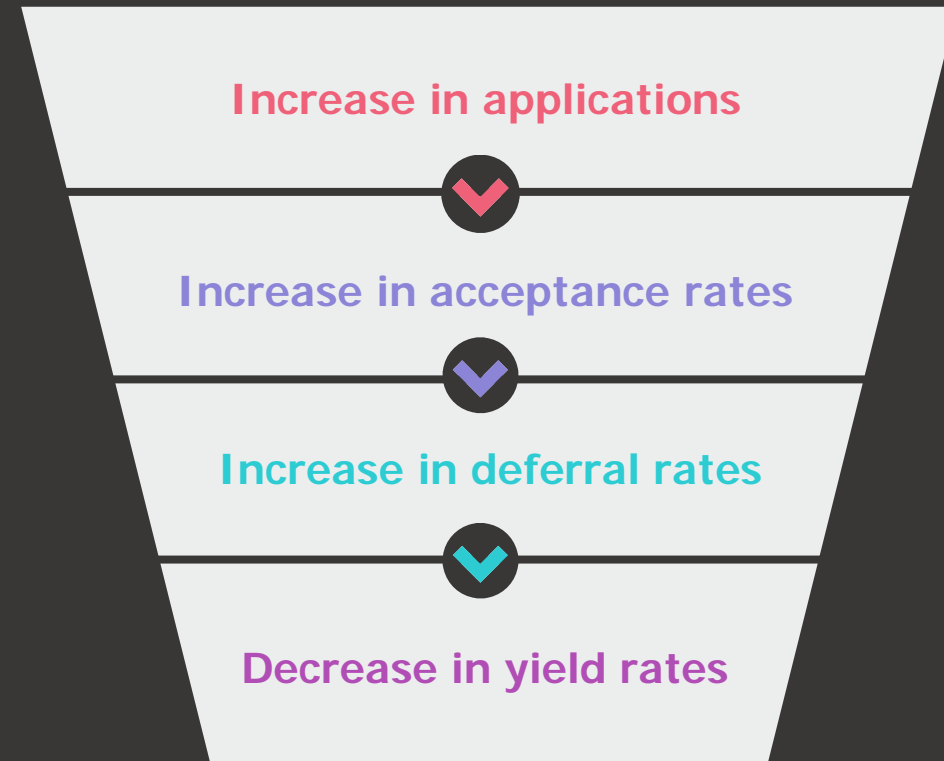 Increase in applications
Increase in acceptance rates
Increase in deferral rates
Decrease in yield rates